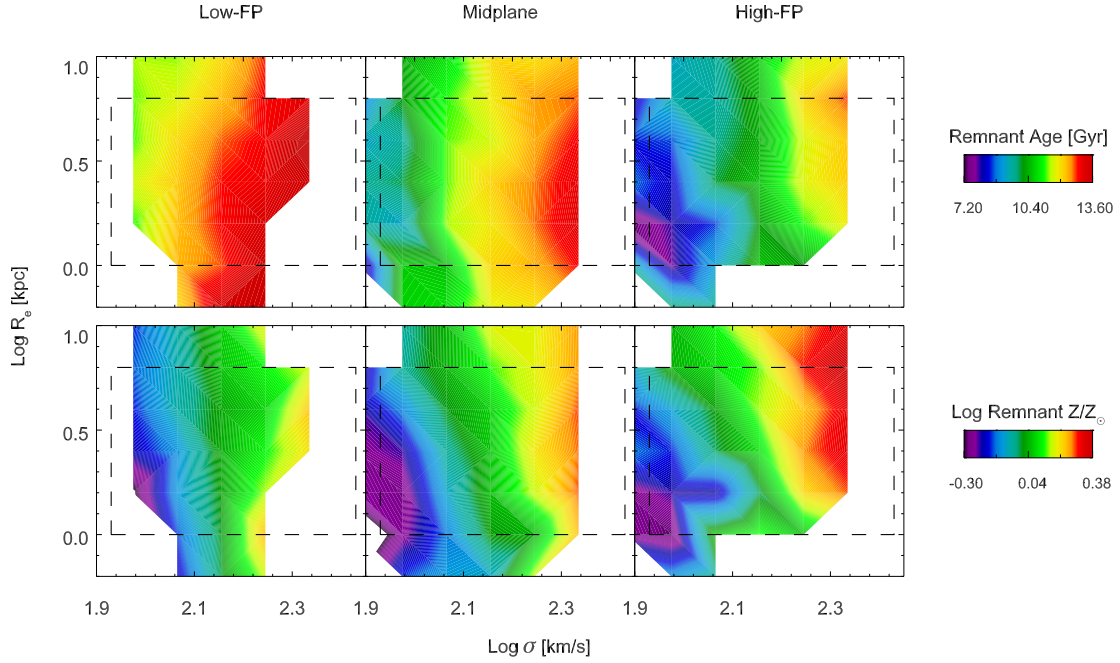 Low-FP Midplane High-FP
1.0
0.5
0.0
Remnant Age [Gyr]
7.20 10.40 13.60
Log Re [kpc]
1.0
0.5
0.0
Log Remnant Z/Z☉
-0.30 0.04 0.38
1.9 2.1 2.3 1.9 2.1 2.3 1.9 2.1 2.3
Log σ [km/s]